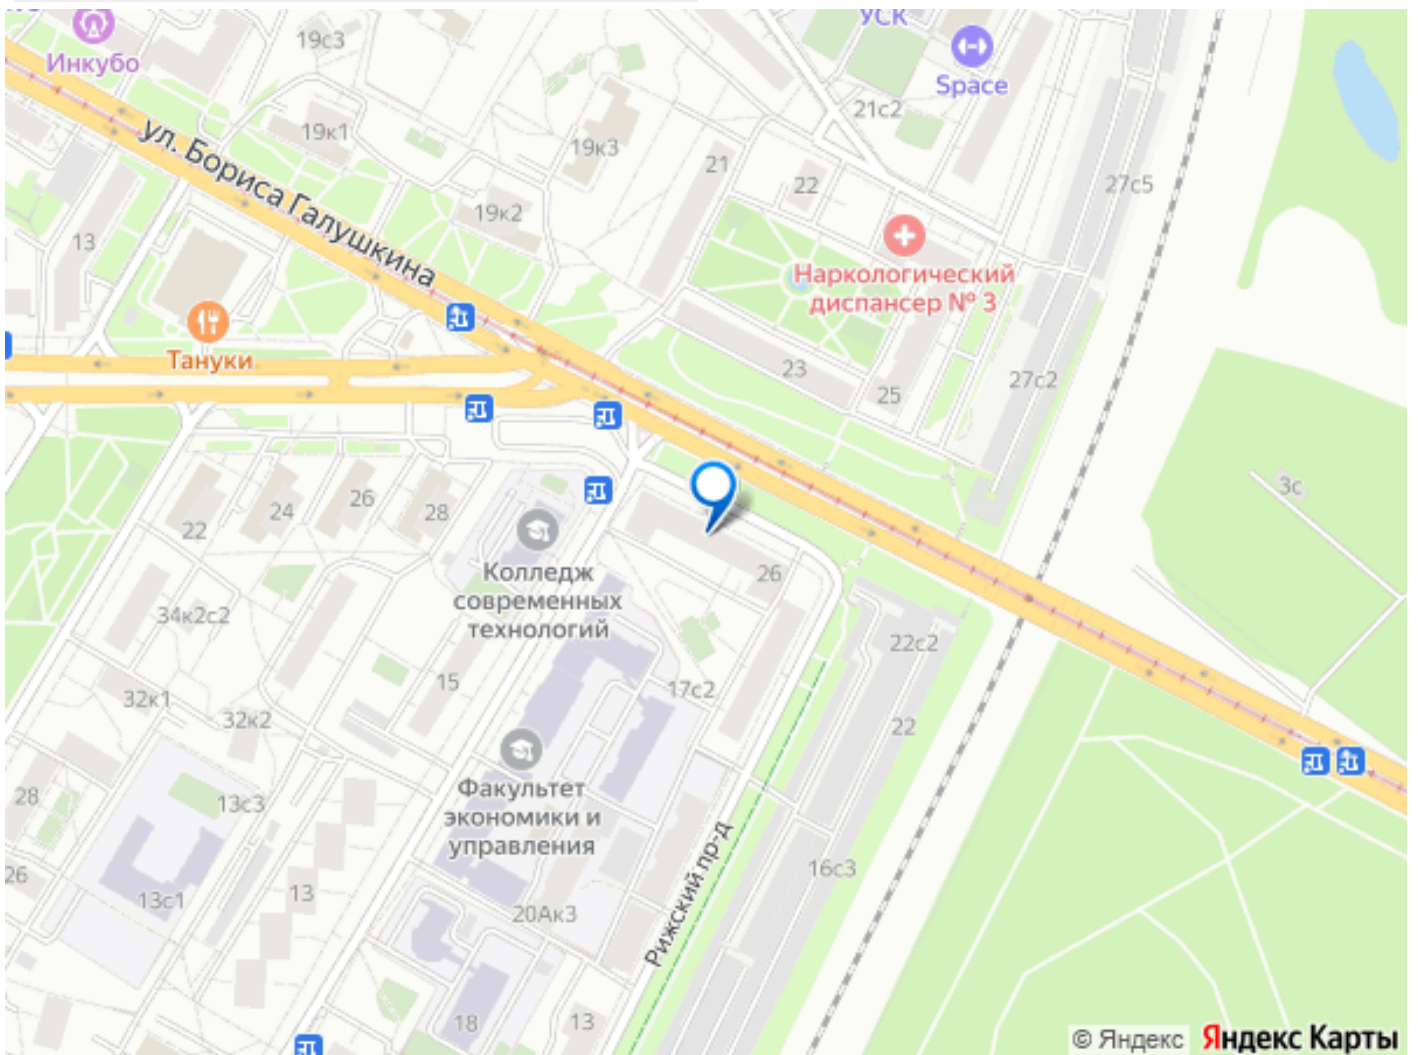 УСК
Инкубо
19с3
Space
21с2
19к1
19к3
ул. Бориса Галушкина
21
22
27с5
19к2
13
Наркологический
диспансер № 3
Тануки
23
25
27с2
3с
22
24
26
28
Колледж
современных
технологий
26
34к2с2
22с2
15
17с2
32к1
32к2
22
28
13с3
Факультет
экономики и
управления
Рижский пр-д
16с3
26
13с1
13
20Ак3
18
13
© Яндекс
Яндекс Карты